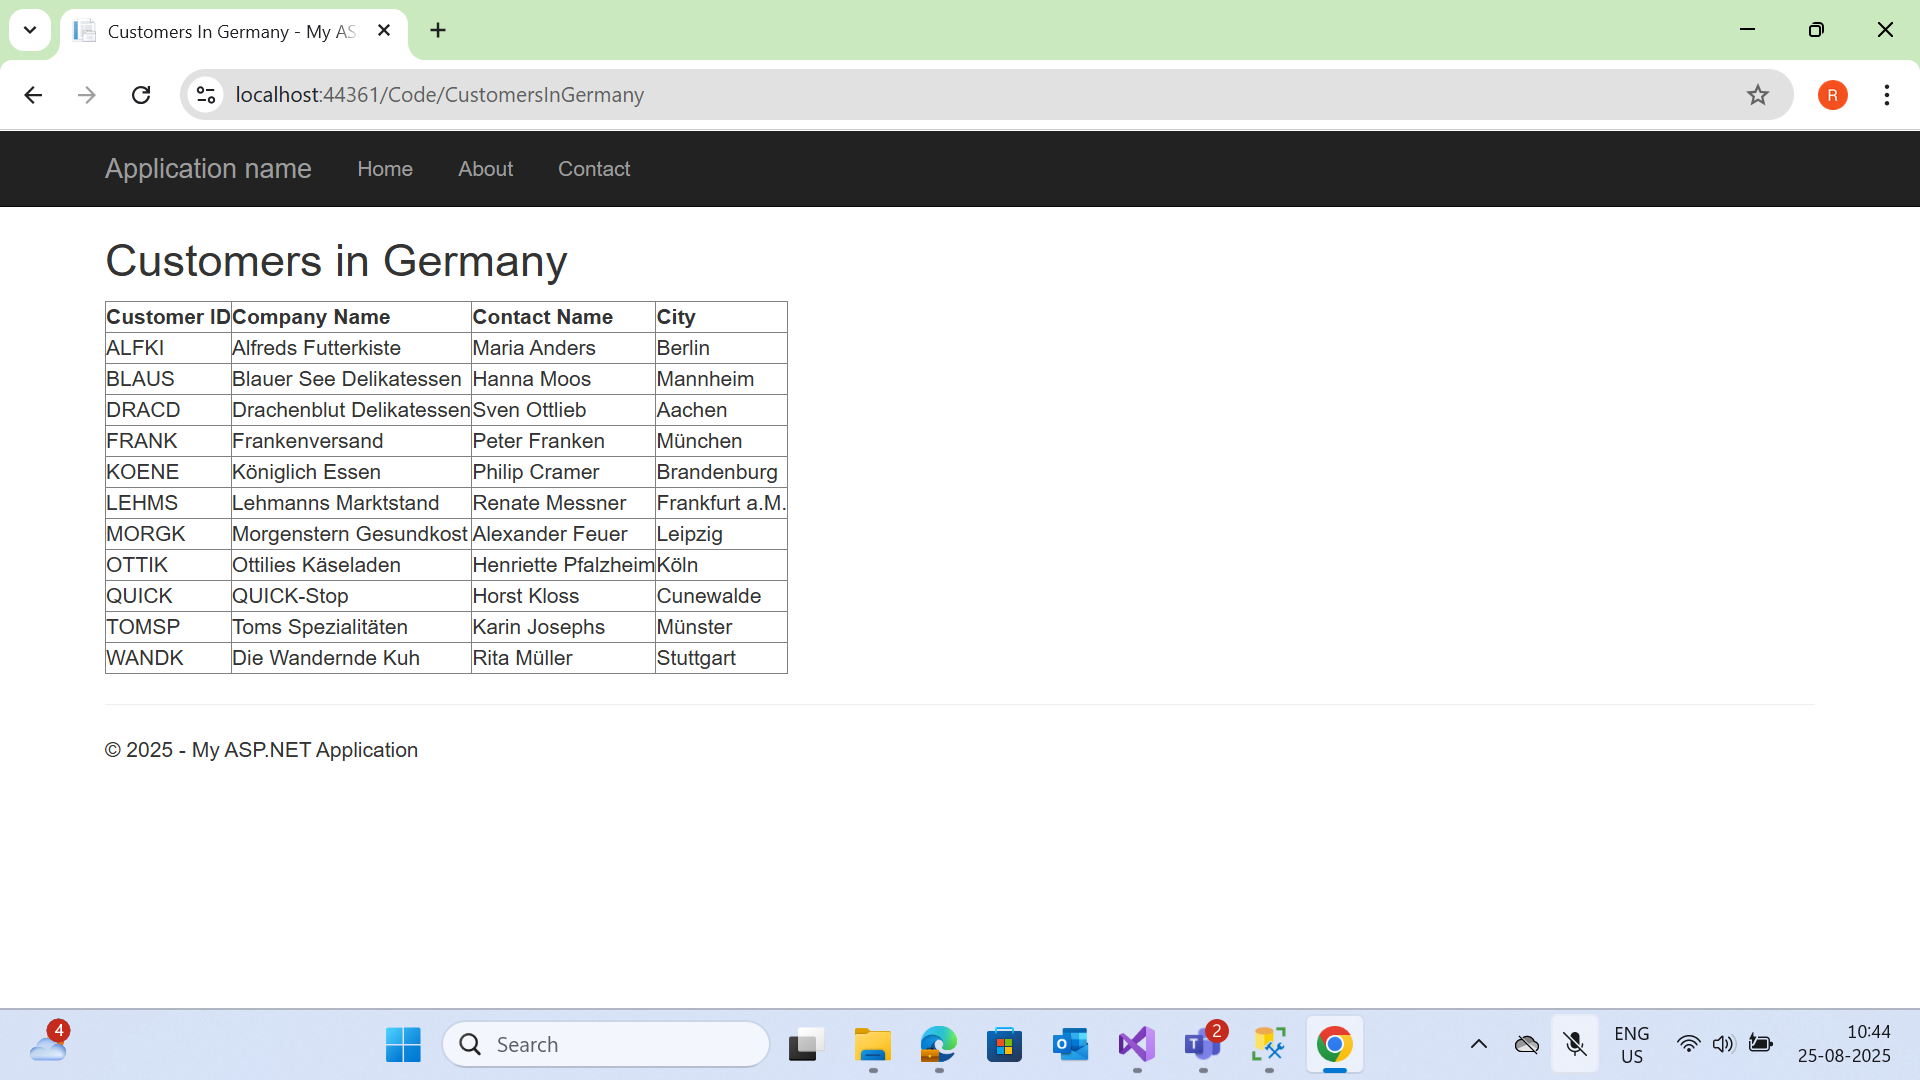 Customers In Germany - My AS
localhost:44361/Code/CustomersInGermany
R
Application name Home About Contact
Customers in Germany
Customer ID Company Name Contact Name City
ALFKI Alfreds Futterkiste Maria Anders Berlin
BLAUS Blauer See Delikatessen Hanna Moos Mannheim
DRACD Drachenblut Delikatessen Sven Ottlieb Aachen
FRANK Frankenversand Peter Franken München
KOENE Königlich Essen Philip Cramer Brandenburg
LEHMS Lehmanns Marktstand Renate Messner Frankfurt a.M.
MORGK Morgenstern Gesundkost Alexander Feuer Leipzig
OTTIK Ottilies Käseladen Henriette Pfalzheim Köln
QUICK QUICK-Stop Horst Kloss Cunewalde
TOMSP Toms Spezialitäten Karin Josephs Münster
WANDK Die Wandernde Kuh Rita Müller Stuttgart
© 2025 - My ASP.NET Application
4 Search 2 ENG 10:44
US 25-08-2025